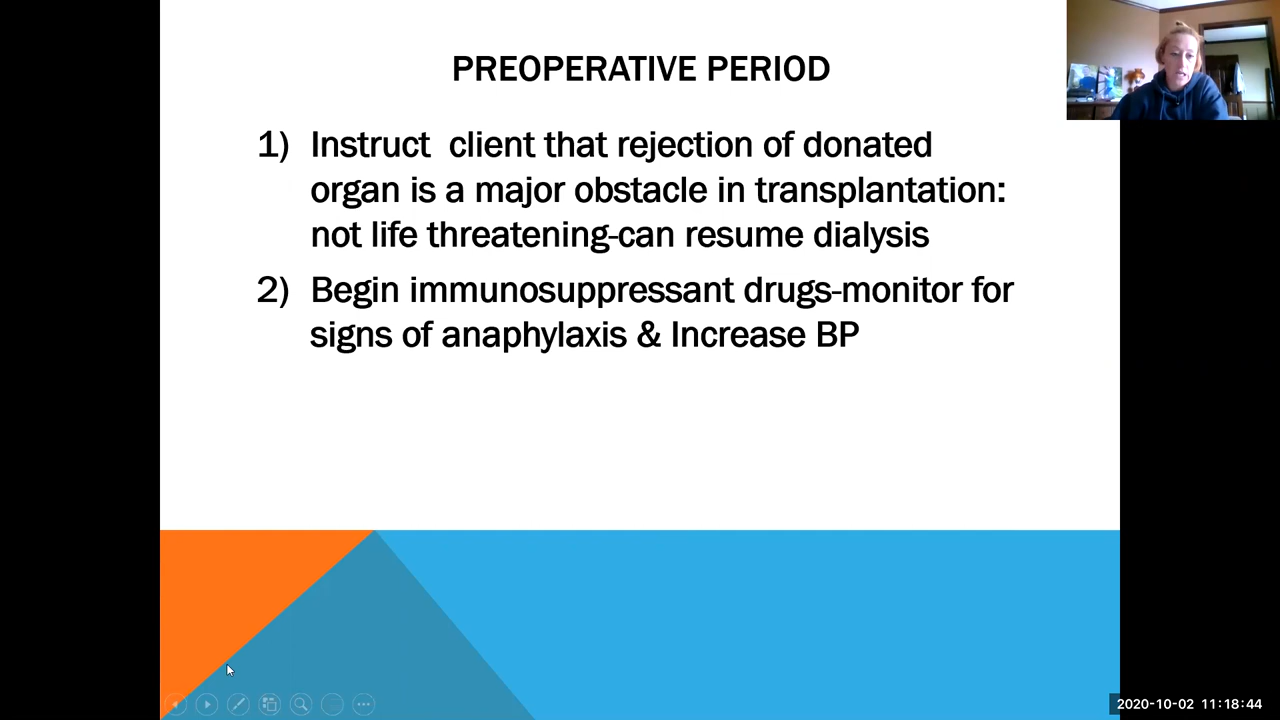 PREOPERATIVE PERIOD
1) Instruct client that rejection of donated
organ is a major obstacle in transplantation:
not life threatening-can resume dialysis
2) Begin immunosuppressant drugs-monitor for
signs of anaphylaxis & Increase BP
2020-10-02 11:18:44